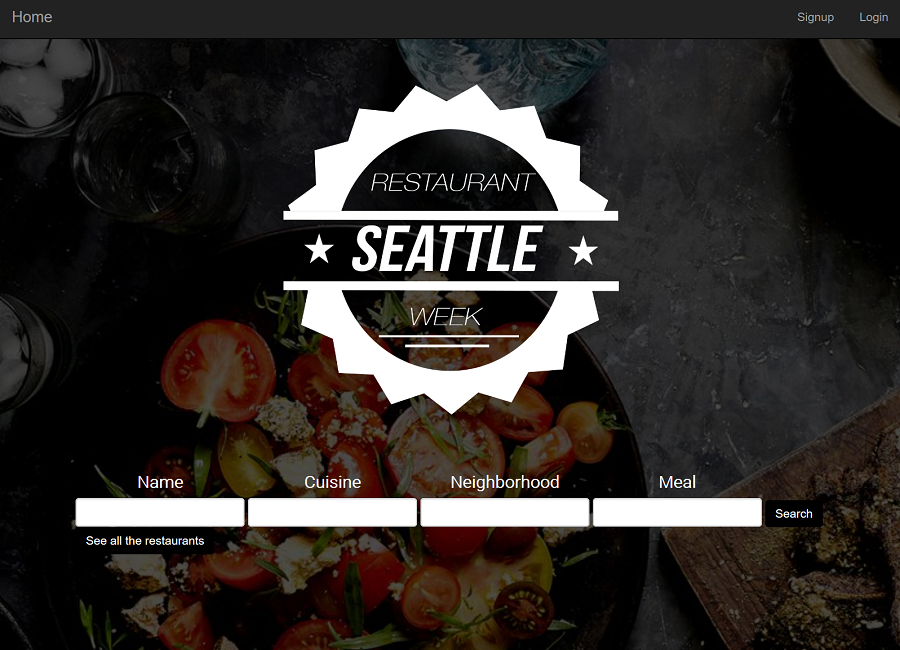 Home Signup Login
RESTAURANT
SEATTLE
WEEK
Name Cuisine Neighborhood Meal
Search
See all the restaurants